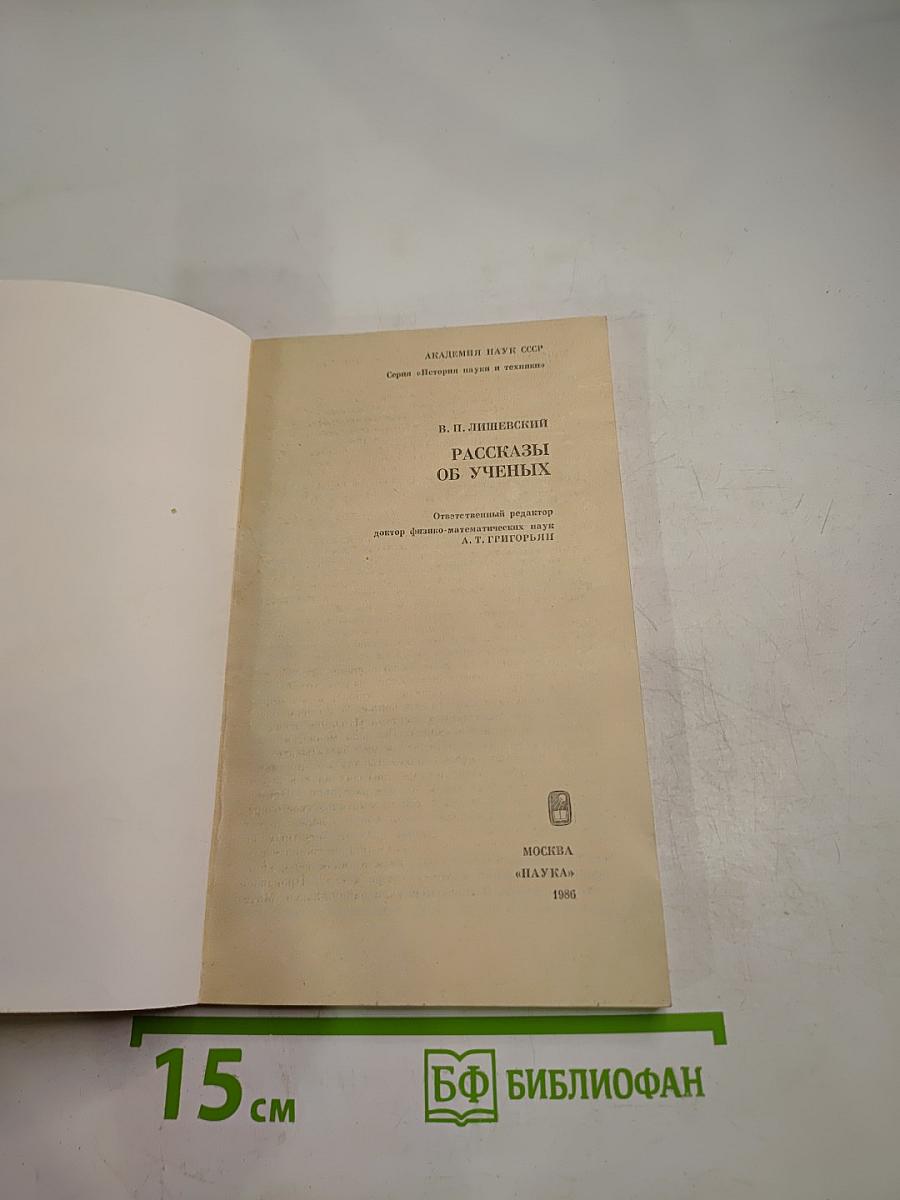 АКАДЕМИЯ НАУК СССР
Серия «История науки и техники»
В. П. ЛИШЕВСКИЙ
РАССКАЗЫ
ОБ УЧЕНЫХ
Ответственный редактор
доктор физико-математических наук
А. Т. ГРИГОРЬЯН
МОСКВА
«НАУКА»
1986
15 см
БФ БИБЛИОФАН